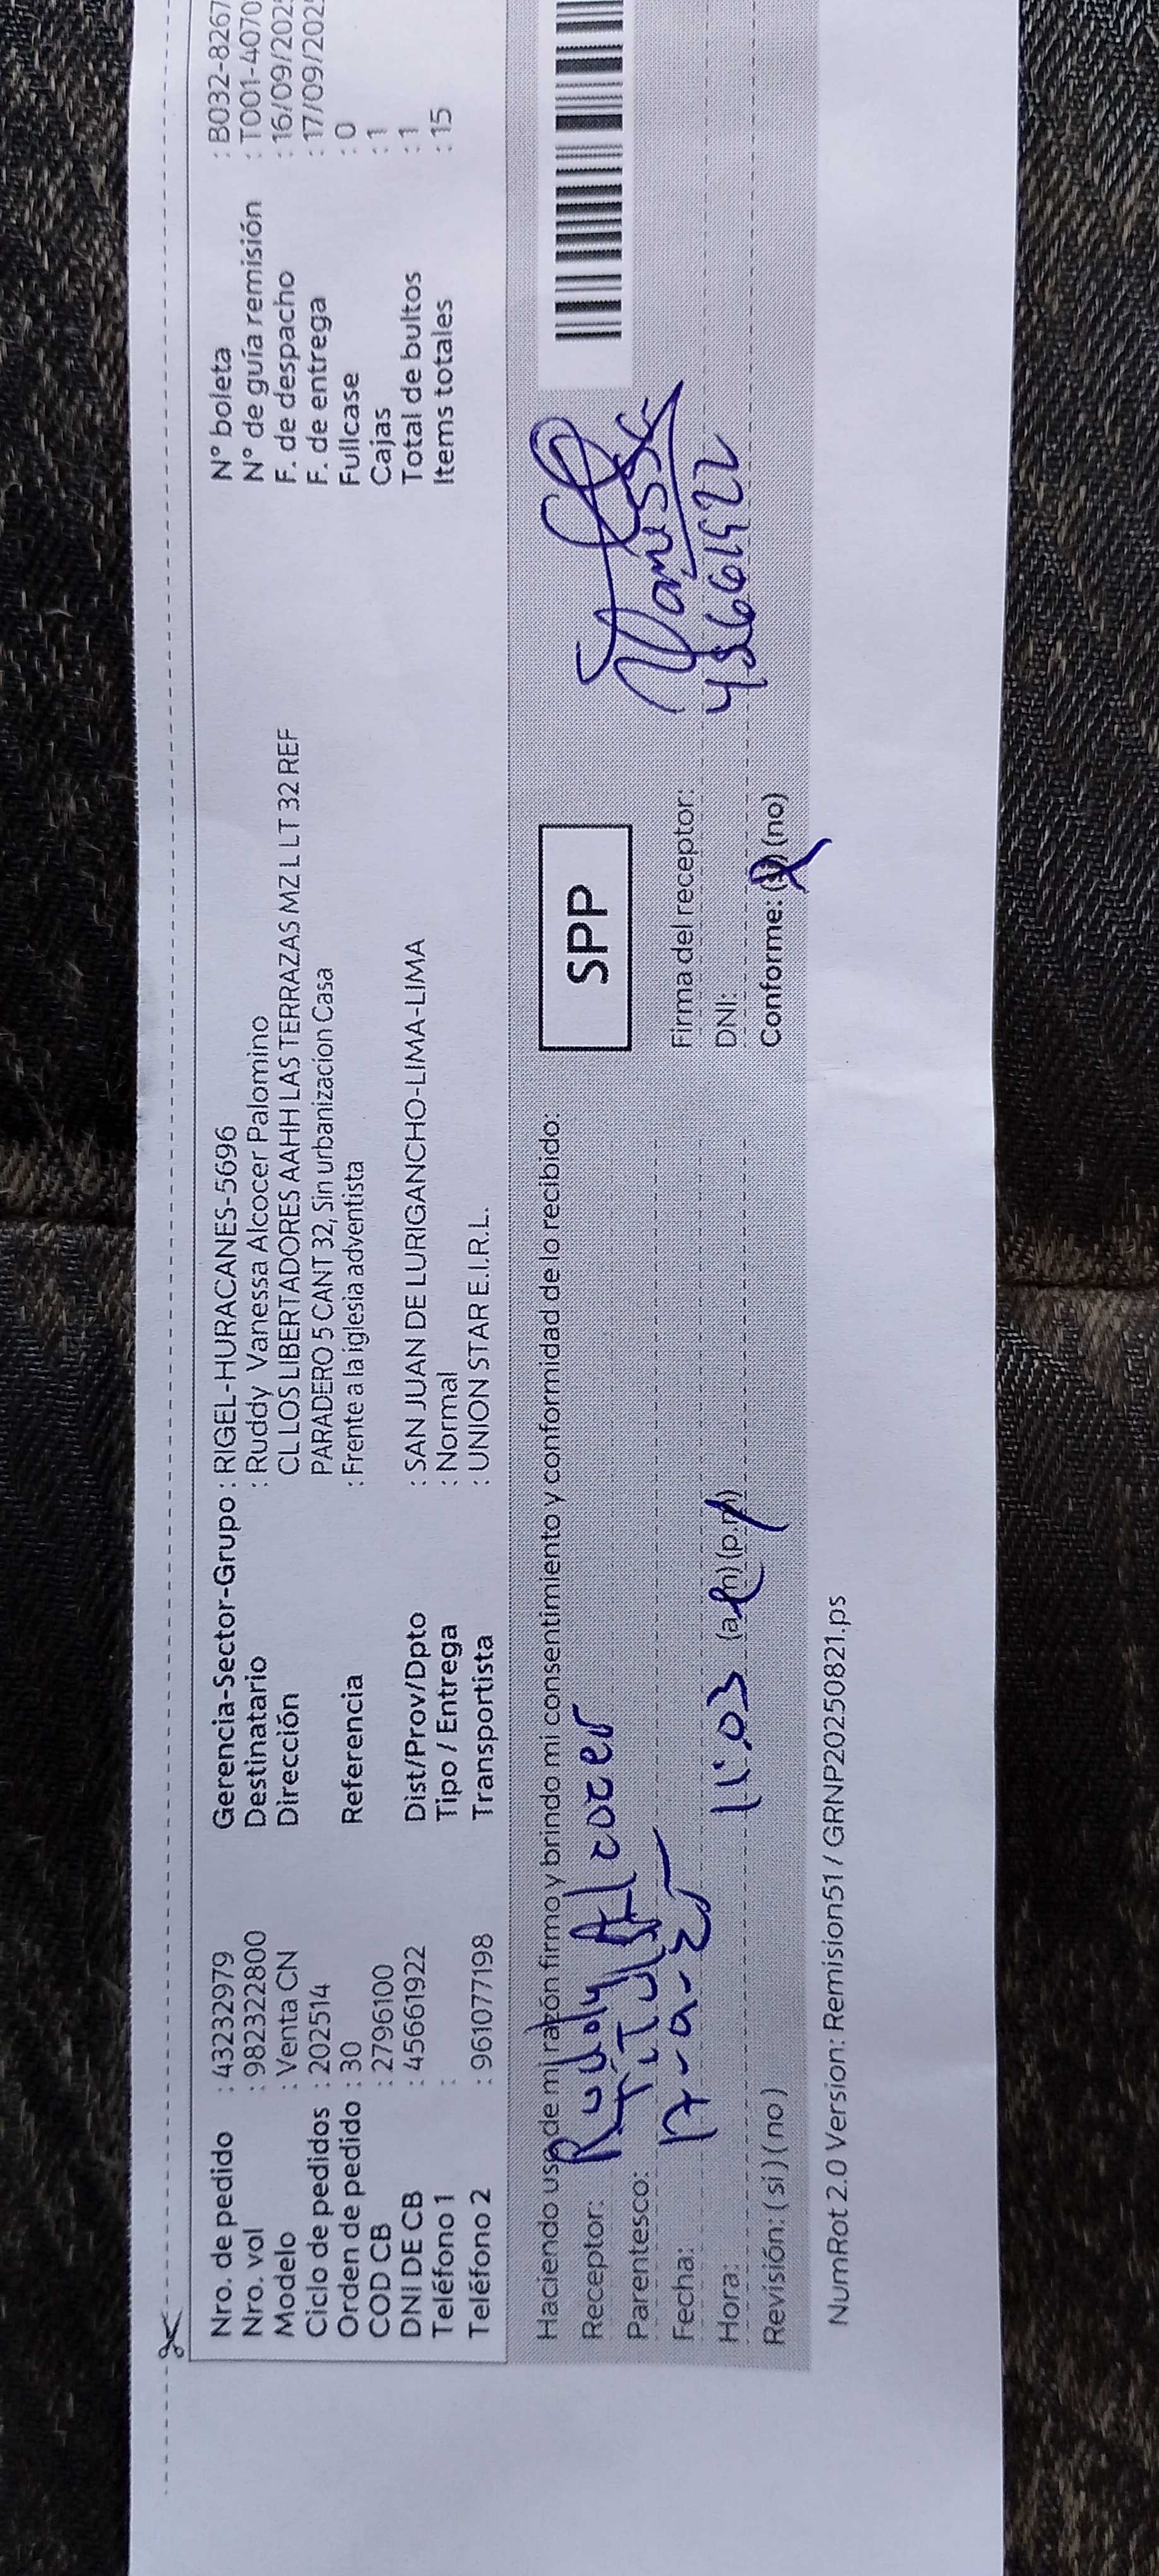 Nro. de pedido : 43232979
Nro. vol : 982322800
Modelo : Venta CN
Ciclo de pedidos : 202514
Orden de pedido : 30
COD CB : 2796100
DNI DE CB : 45661922
Teléfono 1 :
Teléfono 2 : 961077198
Gerencia-Sector-Grupo : RIGEL-HURACANES-5696
Destinatario : Ruddy Vanessa Alcocer Palomino
Dirección CL LOS LIBERTADORES AAHH LAS TERRAZAS MZ L LT 32 REF
PARADERO 5 CANT 32, Sin urbanizacion Casa
Referencia : Frente a la iglesia adventista
Dist/Prov/Dpto : SAN JUAN DE LURIGANCHO-LIMA-LIMA
Tipo / Entrega : Normal
Transportista : UNION STAR E.I.R.L.
N° boleta : B032-8267
N° de guía remisión : T001-4070
F. de despacho : 16/09/202
F. de entrega : 17/09/202
Fullcase : 0
Cajas : 1
Total de bultos : 1
Items totales : 15
Haciendo uso de mi razón firmo y brindo mi consentimiento y conformidad de lo recibido:
Receptor: Ruddy Alcocer
Parentesco: Titular
Fecha:
Hora: 11:03 (a.m) (p.m)
Revisión: ( si ) ( no )
SPP
Firma del receptor: Vanessa
DNI: 45661922
Conforme: (si) (no)
NumRot 2.0 Version: Remision51 / GRNP20250821.ps